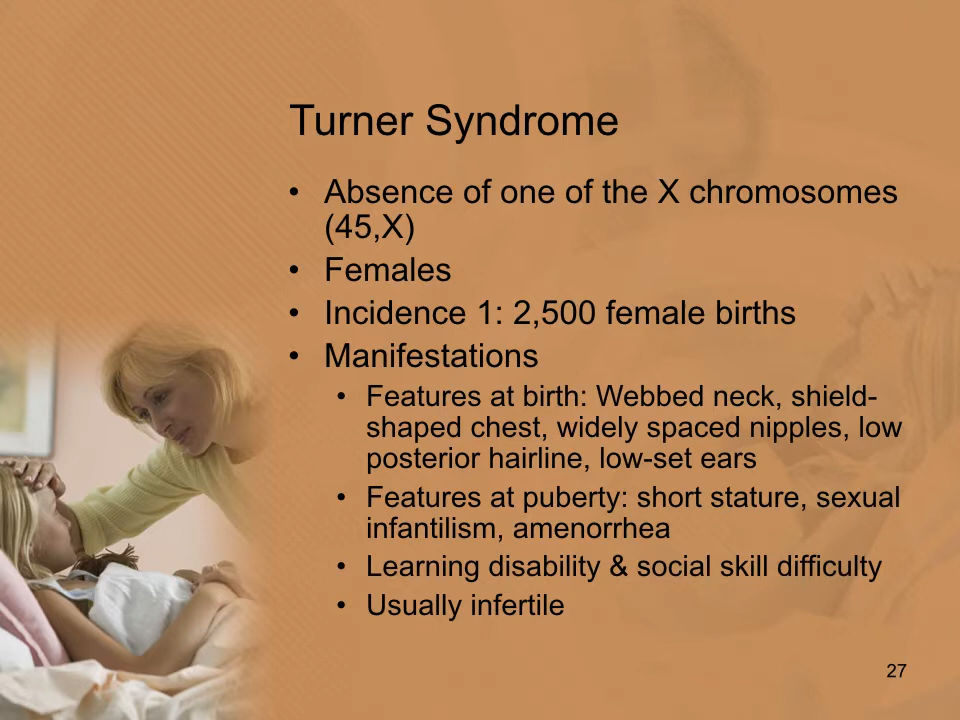 Turner Syndrome
• Absence of one of the X chromosomes
(45,X)
• Females
• Incidence 1: 2,500 female births
• Manifestations
• Features at birth: Webbed neck, shield-
shaped chest, widely spaced nipples, low
posterior hairline, low-set ears
• Features at puberty: short stature, sexual
infantilism, amenorrhea
• Learning disability & social skill difficulty
• Usually infertile
27